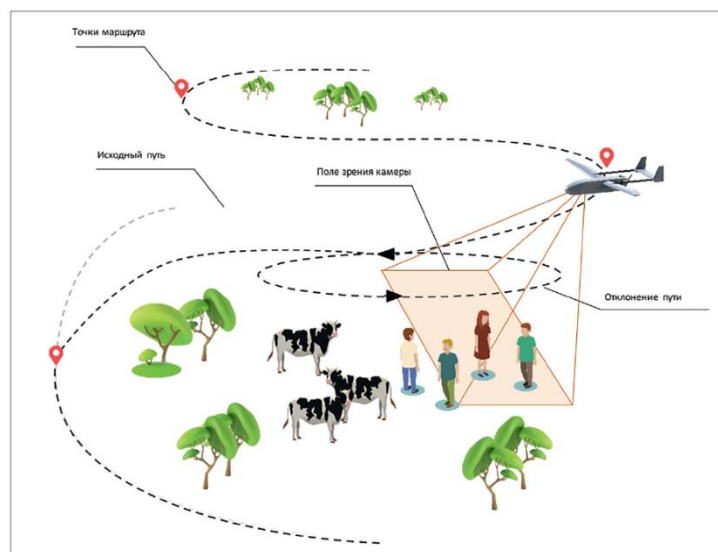 Точки маршрута
Исходный путь
Поле зрения камеры
Отклонение пути